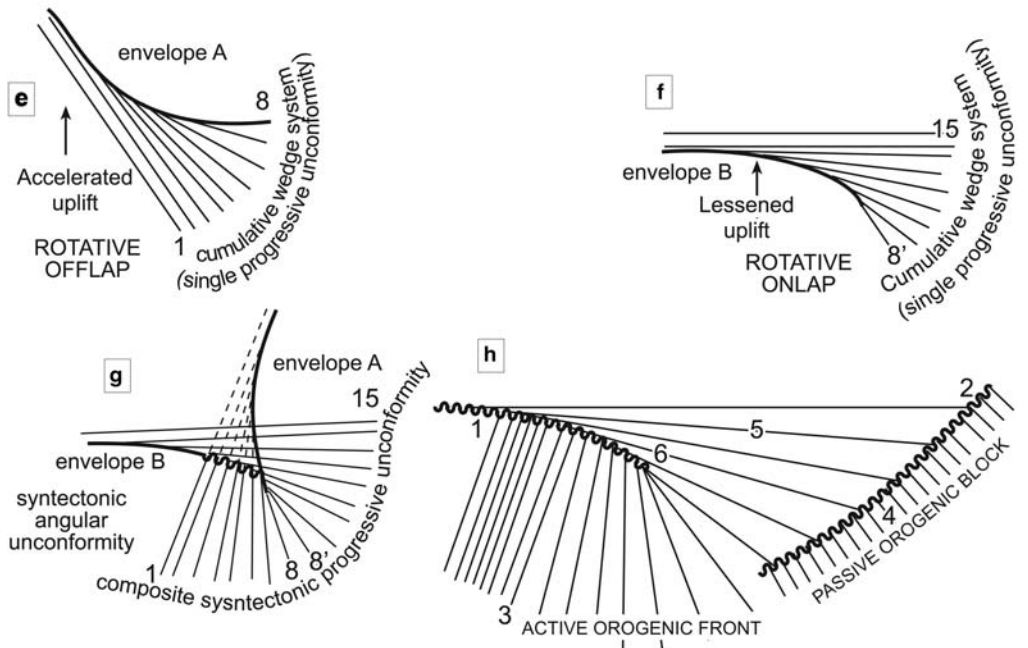 e
envelope A
8
Accelerated
uplift
1
ROTATIVE
OFFLAP
cumulative wedge system
(single progressive unconformity)
f
15
envelope B
Lessened
uplift
8’
ROTATIVE
ONLAP
Cumulative wedge system
(single progressive unconformity)
g
envelope A
15
envelope B
syntectonic
angular
unconformity
1
8
8’
composite sysntectonic progressive unconformity
h
1
2
5
6
4
3
ACTIVE OROGENIC FRONT
PASSIVE OROGENIC BLOCK